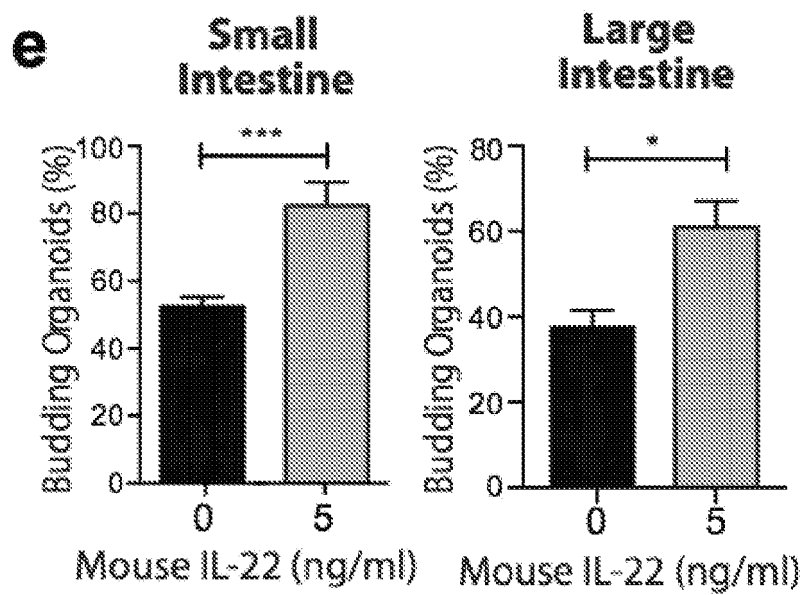 e
Small
Intestine
Budding Organoids (%)
100
80
60
40
20
0
***
0
5
Mouse IL-22 (ng/ml)
Large
Intestine
Budding Organoids (%)
80
60
40
20
0
*
0
5
Mouse IL-22 (ng/ml)